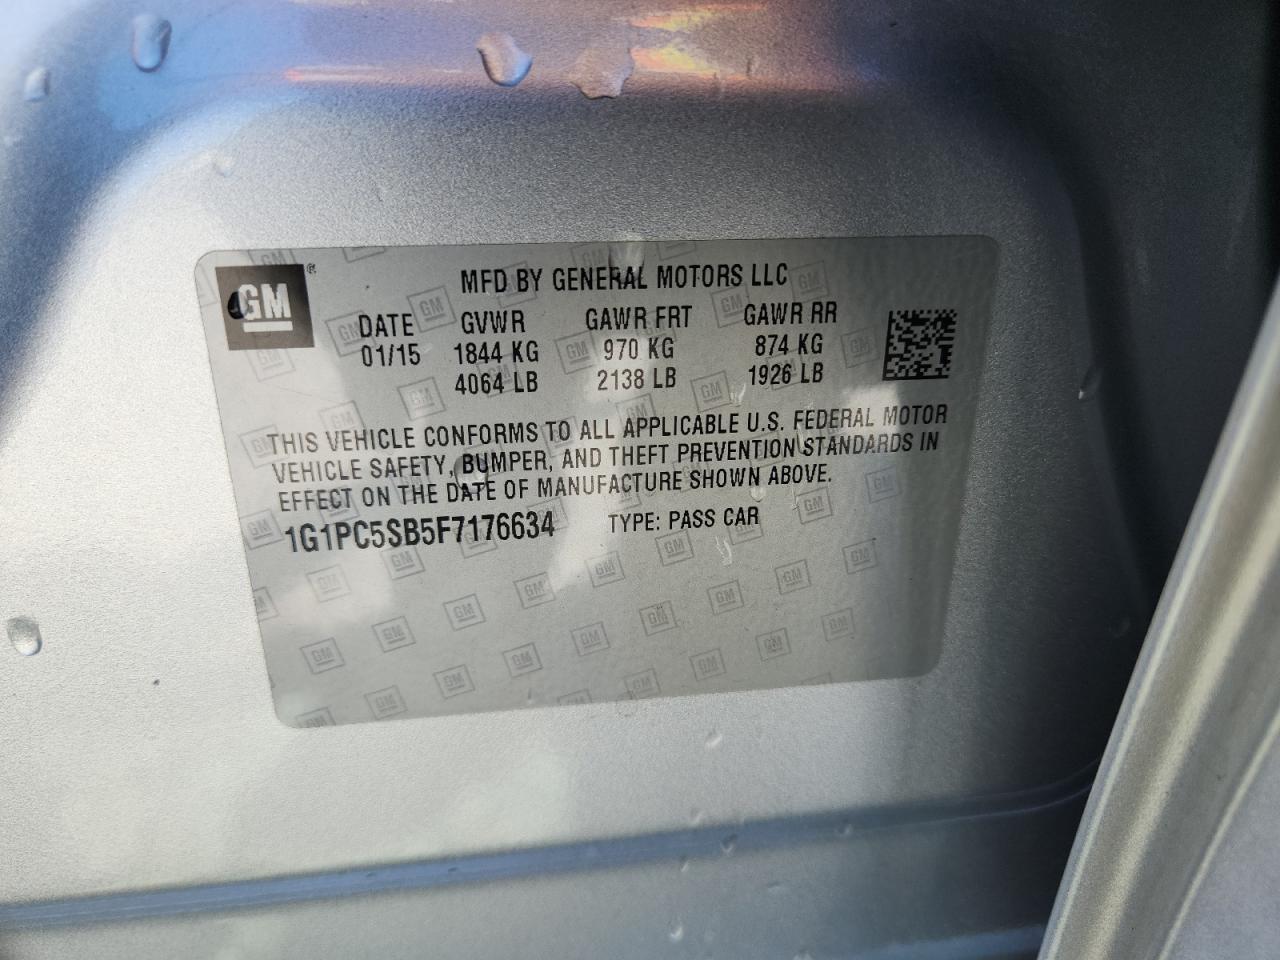 GM
MFD BY GENERAL MOTORS LLC
DATE GVWR GAWR FRT GAWR RR
01/15 1844 KG 970 KG 874 KG
4064 LB 2138 LB 1926 LB
THIS VEHICLE CONFORMS TO ALL APPLICABLE U.S. FEDERAL MOTOR
VEHICLE SAFETY, BUMPER, AND THEFT PREVENTION STANDARDS IN
EFFECT ON THE DATE OF MANUFACTURE SHOWN ABOVE.
1G1PC5SB5F7176634 TYPE: PASS CAR